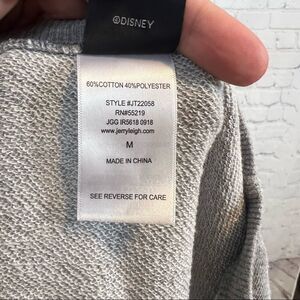 ©DISNEY
60%COTTON 40%POLYESTER
STYLE #JT22058
RN#55219
JGG IR5618 0918
www.jerryleigh.com
M
MADE IN CHINA
SEE REVERSE FOR CARE